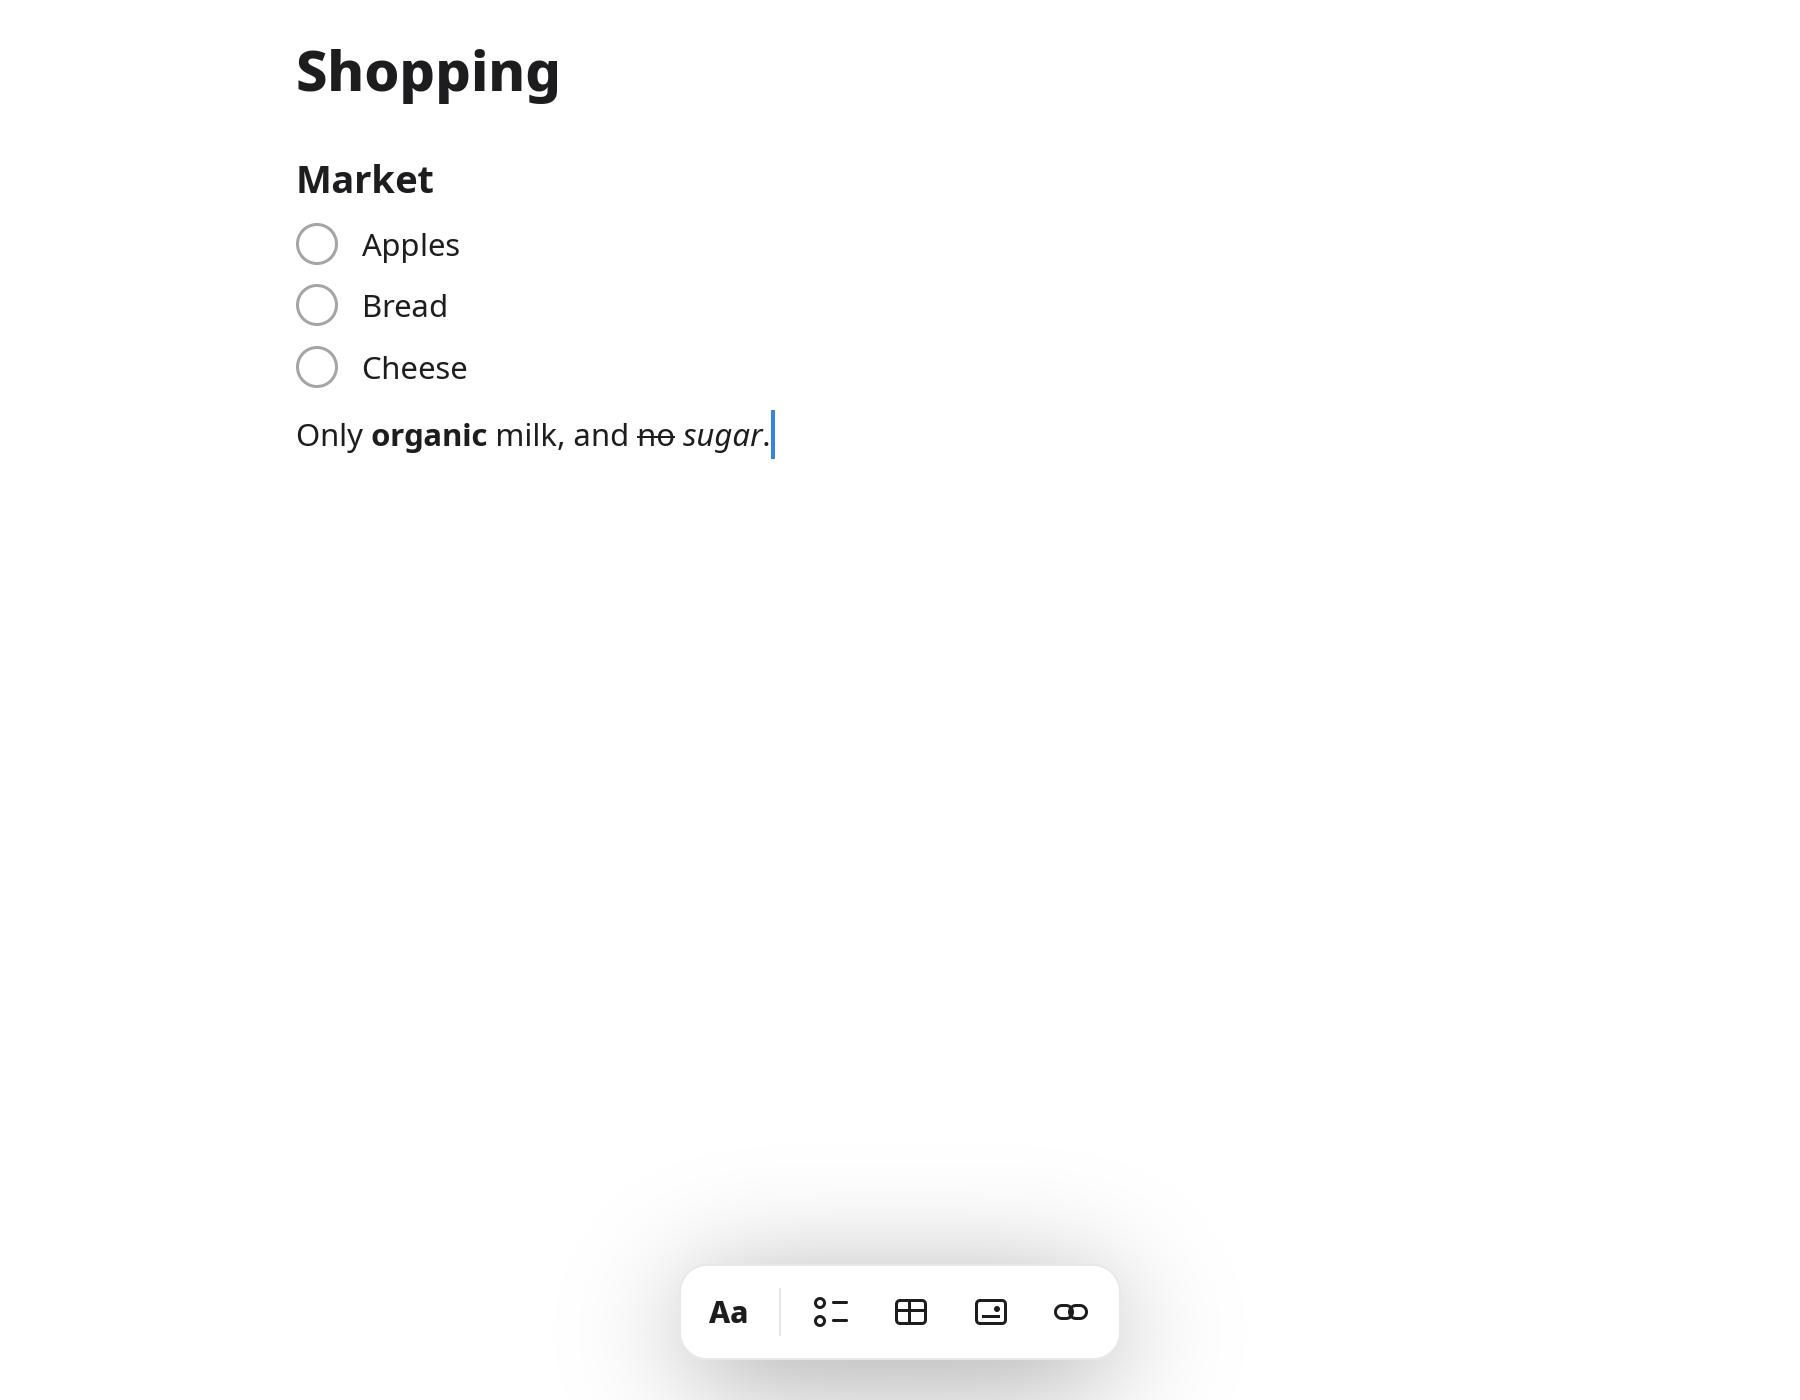 Shopping
Market
Apples
Bread
Cheese
Only organic milk, and no sugar.
Aa